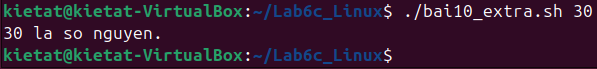 kietat@kietat-VirtualBox:~/Lab6c_Linux$ ./bai10_extra.sh 30
30 la so nguyen.
kietat@kietat-VirtualBox:~/Lab6c_Linux$